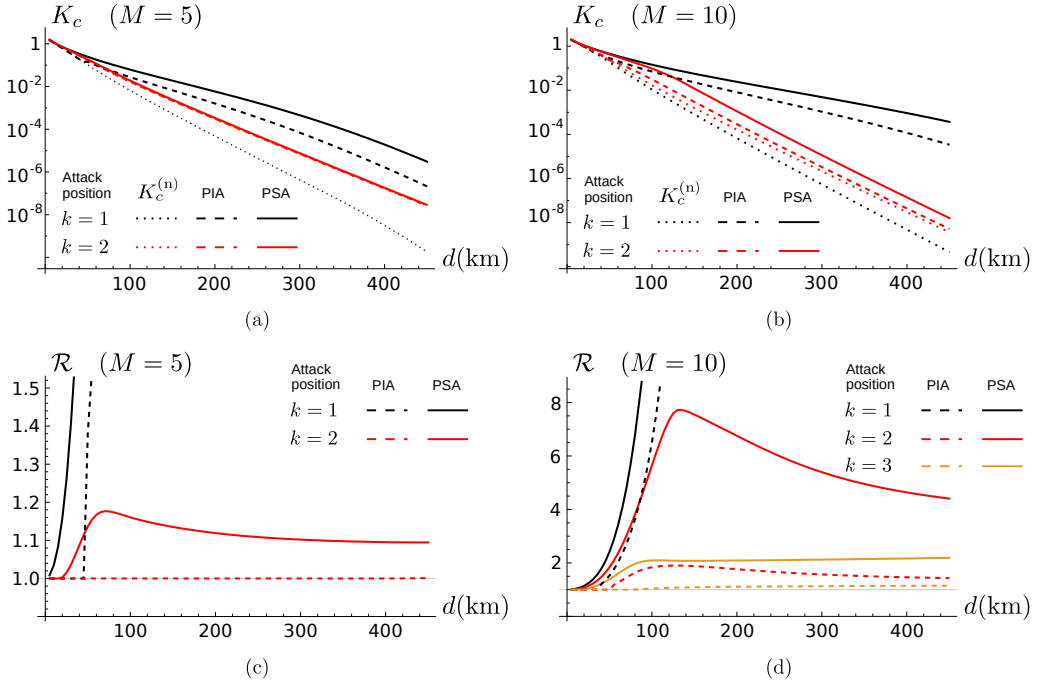 K_c (M = 5)
1
10^{-2}
10^{-4}
10^{-6}
10^{-8}
Attack position K_c^{(n)} PIA PSA
k = 1
k = 2
100 200 300 400
d(km)
(a)
K_c (M = 10)
1
10^{-2}
10^{-4}
10^{-6}
10^{-8}
Attack position K_c^{(n)} PIA PSA
k = 1
k = 2
100 200 300 400
d(km)
(b)
ℛ (M = 5)
1.5
1.4
1.3
1.2
1.1
1.0
Attack position PIA PSA
k = 1
k = 2
100 200 300 400
d(km)
(c)
ℛ (M = 10)
8
6
4
2
Attack position PIA PSA
k = 1
k = 2
k = 3
100 200 300 400
d(km)
(d)